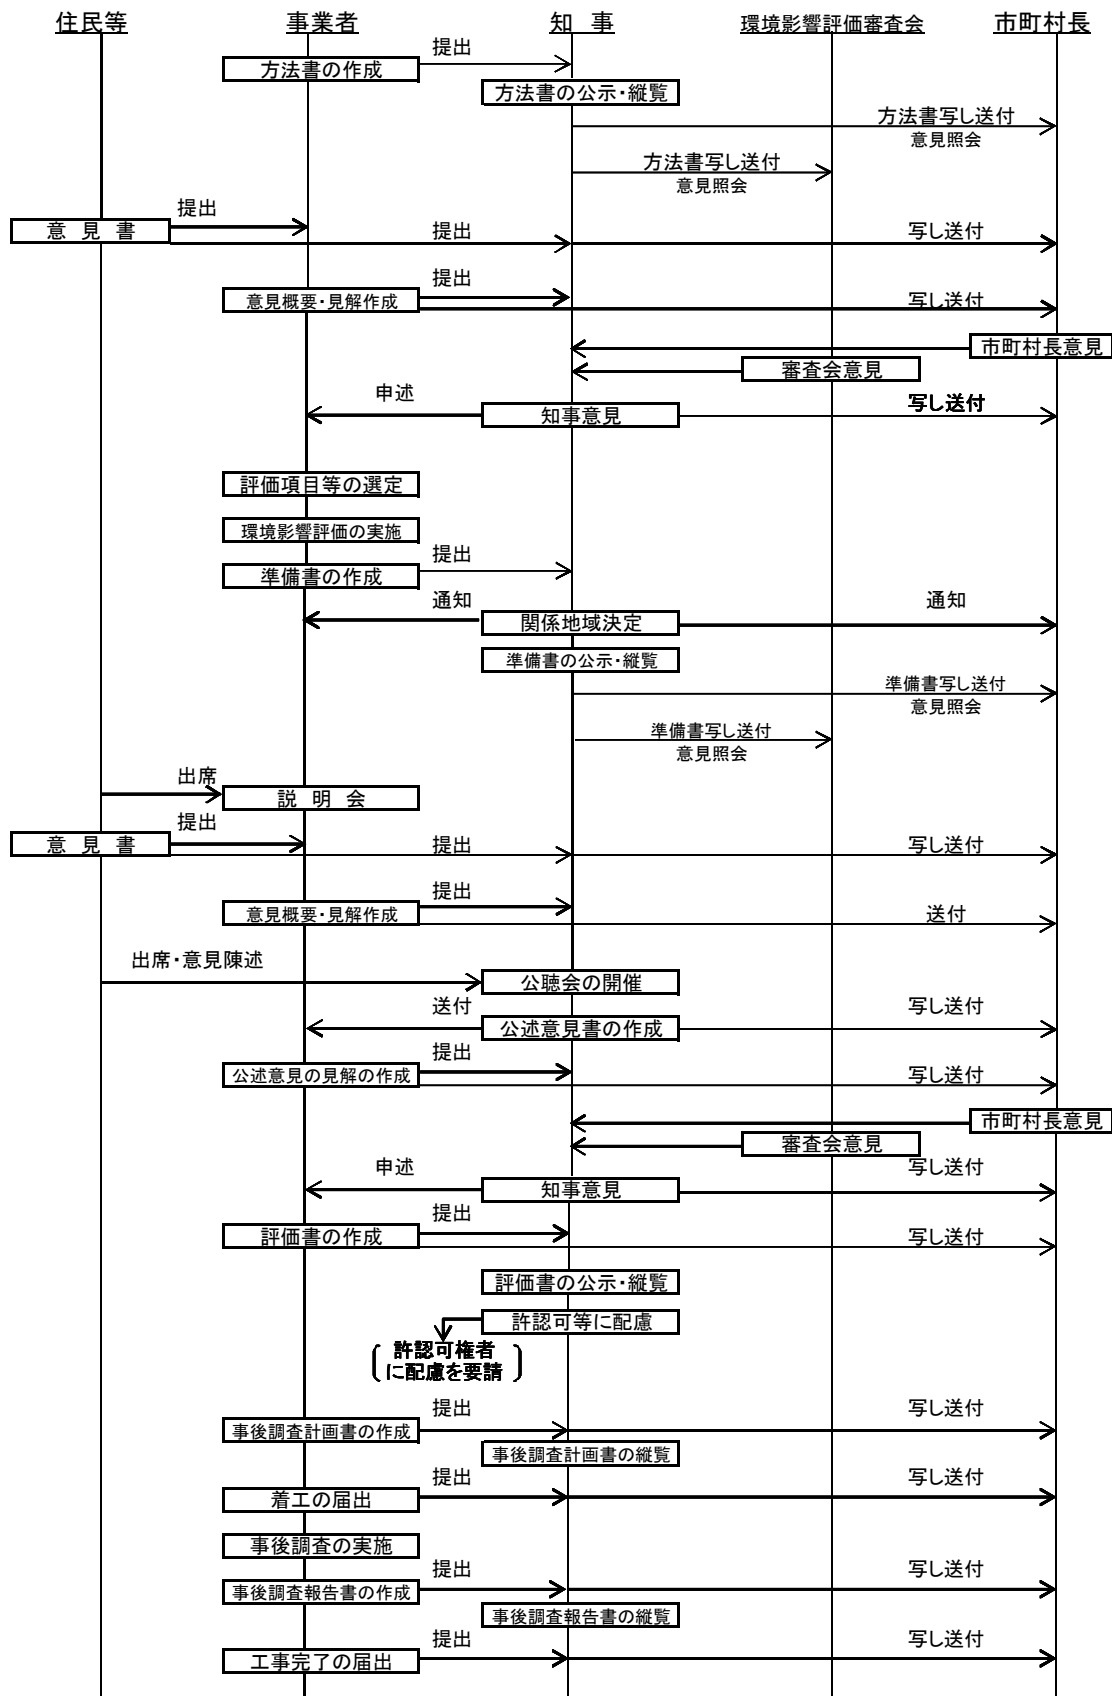 住民等
事業者
知　事
環境影響評価審査会
市町村長
提出
方法書の作成
方法書の公示・縦覧
方法書写し送付
意見照会
方法書写し送付
意見照会
提出
意　見　書
提出
写し送付
提出
意見概要・見解作成
写し送付
市町村長意見
審査会意見
申述
知事意見
写し送付
評価項目等の選定
環境影響評価の実施
提出
準備書の作成
通知
関係地域決定
通知
準備書の公示・縦覧
準備書写し送付
意見照会
準備書写し送付
意見照会
出席
説　明　会
提出
意　見　書
提出
写し送付
提出
意見概要・見解作成
送付
出席・意見陳述
公聴会の開催
送付
公述意見書の作成
写し送付
提出
公述意見の見解の作成
写し送付
市町村長意見
審査会意見
申述
知事意見
写し送付
提出
評価書の作成
写し送付
評価書の公示・縦覧
許認可等に配慮
許認可権者
に配慮を要請
提出
事後調査計画書の作成
写し送付
事後調査計画書の縦覧
提出
着工の届出
写し送付
事後調査の実施
提出
事後調査報告書の作成
写し送付
事後調査報告書の縦覧
提出
工事完了の届出
写し送付